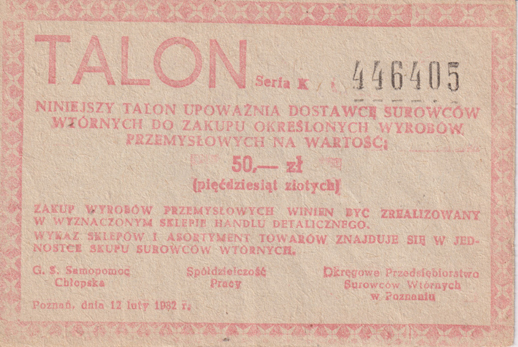 TALON
Seria K 446405
NINIEJSZY TALON UPOWAŻNIA DOSTAWCĘ SUROWCÓW
WTÓRNYCH DO ZAKUPU OKREŚLONYCH WYROBÓW
PRZEMYSŁOWYCH NA WARTOŚĆ:
50,— zł
(pięćdziesiąt złotych)
ZAKUP WYROBÓW PRZEMYSŁOWYCH WINIEN BYĆ ZREALIZOWANY
W WYZNACZONYM SKLEPIE HANDLU DETALICZNEGO.
WYKAZ SKLEPÓW I ASORTYMENT TOWARÓW ZNAJDUJE SIĘ W JED-
NOSTCE SKUPU SUROWCÓW WTÓRNYCH.
G. S. Samopomoc Spółdzielczość Okręgowe Przedsiębiorstwo
Chłopska Pracy Surowców Wtórnych
w Poznaniu
Poznań, dnia 12 luty 1982 r.